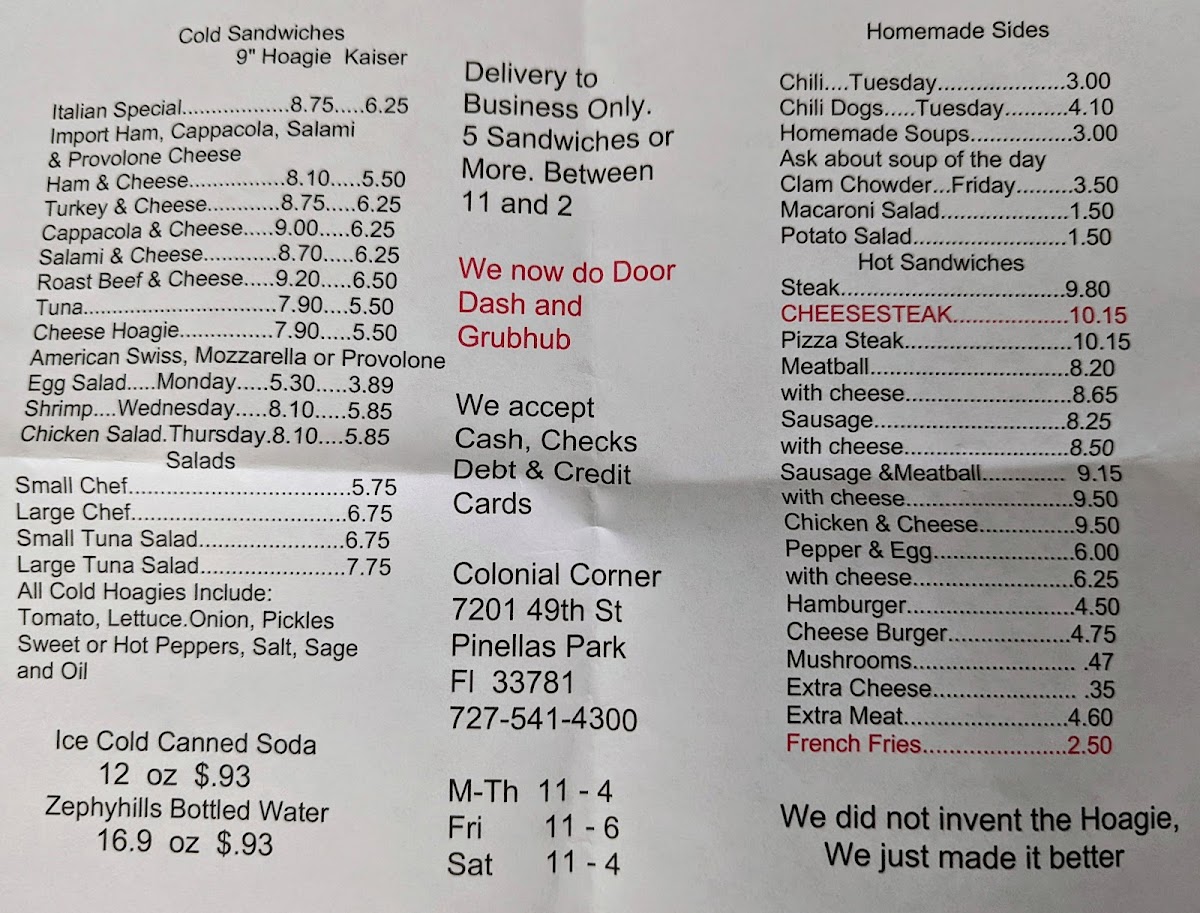 Cold Sandwiches
9" Hoagie Kaiser
Italian Special.................8.75.....6.25
Import Ham, Cappacola, Salami
& Provolone Cheese
Ham & Cheese...............8.10.....5.50
Turkey & Cheese............8.75.....6.25
Cappacola & Cheese.....9.00.....6.25
Salami & Cheese............8.70.....6.25
Roast Beef & Cheese.....9.20.....6.50
Tuna...............................7.90....5.50
Cheese Hoagie...............7.90.....5.50
American Swiss, Mozzarella or Provolone
Egg Salad.....Monday.....5.30.....3.89
Shrimp....Wednesday.....8.10.....5.85
Chicken Salad.Thursday.8.10....5.85
Salads
Small Chef...................................5.75
Large Chef..................................6.75
Small Tuna Salad.......................6.75
Large Tuna Salad.......................7.75
All Cold Hoagies Include:
Tomato, Lettuce.Onion, Pickles
Sweet or Hot Peppers, Salt, Sage
and Oil
Ice Cold Canned Soda
12 oz $.93
Zephyhills Bottled Water
16.9 oz $.93
Delivery to
Business Only.
5 Sandwiches or
More. Between
11 and 2
We now do Door
Dash and
Grubhub
We accept
Cash, Checks
Debt & Credit
Cards
Colonial Corner
7201 49th St
Pinellas Park
Fl 33781
727-541-4300
M-Th 11 - 4
Fri 11 - 6
Sat 11 - 4
Homemade Sides
Chili....Tuesday....................3.00
Chili Dogs.....Tuesday..........4.10
Homemade Soups................3.00
Ask about soup of the day
Clam Chowder...Friday.........3.50
Macaroni Salad....................1.50
Potato Salad........................1.50
Hot Sandwiches
Steak...................................9.80
CHEESESTEAK..................10.15
Pizza Steak..........................10.15
Meatball...............................8.20
with cheese..........................8.65
Sausage..............................8.25
with cheese..........................8.50
Sausage &Meatball............. 9.15
with cheese..........................9.50
Chicken & Cheese...............9.50
Pepper & Egg......................6.00
with cheese.........................6.25
Hamburger..........................4.50
Cheese Burger...................4.75
Mushrooms......................... .47
Extra Cheese...................... .35
Extra Meat..........................4.60
French Fries.......................2.50
We did not invent the Hoagie,
We just made it better